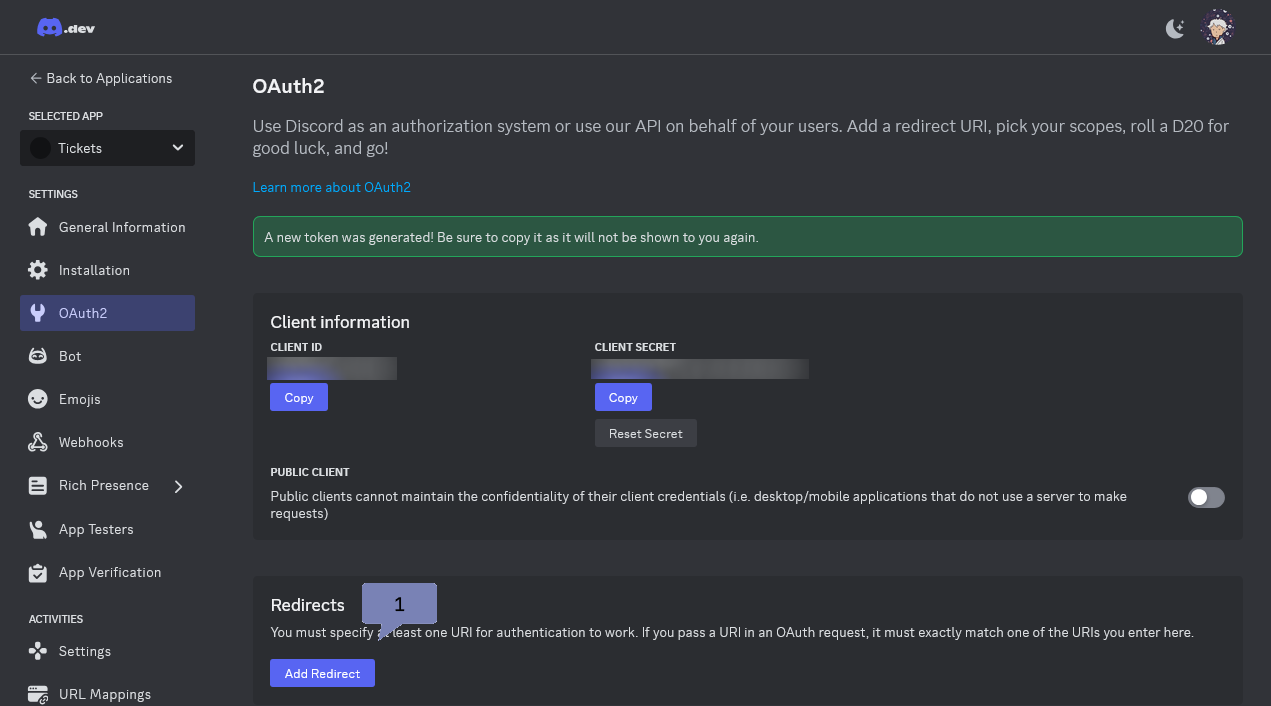 .dev
Back to Applications
SELECTED APP
Tickets
SETTINGS
General Information
Installation
OAuth2
Bot
Emojis
Webhooks
Rich Presence
App Testers
App Verification
ACTIVITIES
Settings
URL Mappings
OAuth2
Use Discord as an authorization system or use our API on behalf of your users. Add a redirect URI, pick your scopes, roll a D20 for
good luck, and go!
Learn more about OAuth2
A new token was generated! Be sure to copy it as it will not be shown to you again.
Client information
CLIENT ID
Copy
CLIENT SECRET
Copy
Reset Secret
PUBLIC CLIENT
Public clients cannot maintain the confidentiality of their client credentials (i.e. desktop/mobile applications that do not use a server to make
requests)
Redirects
1
You must specify at least one URI for authentication to work. If you pass a URI in an OAuth request, it must exactly match one of the URIs you enter here.
Add Redirect